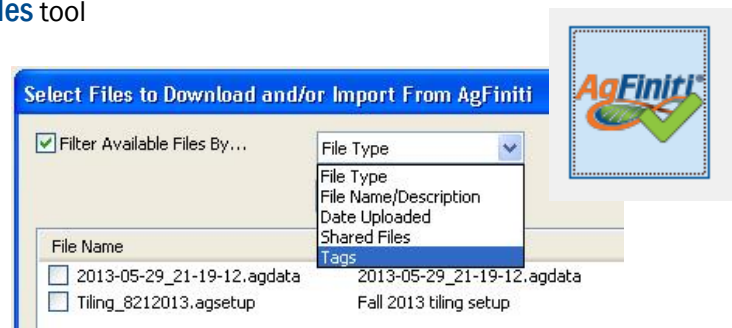 les tool
AgFiniti
Select Files to Download and/or Import From AgFiniti
Filter Available Files By...
File Type
File Type
File Name/Description
Date Uploaded
Shared Files
Tags
File Name
2013-05-29_21-19-12.agdata 2013-05-29_21-19-12.agdata
Tiling_8212013.agsetup Fall 2013 tiling setup